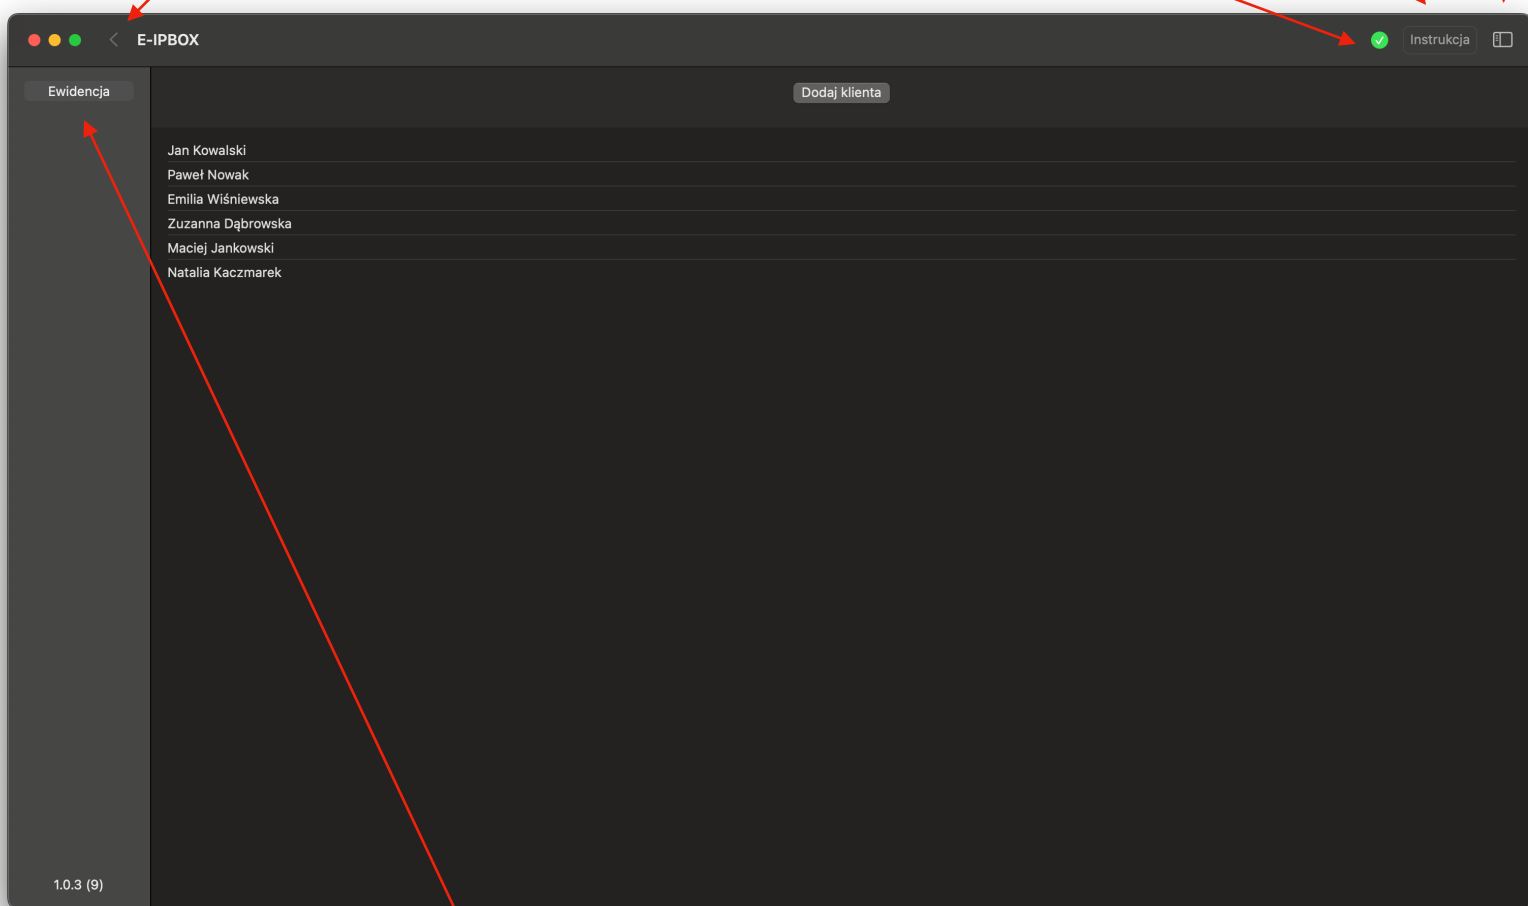 E-IPBOX
Instrukcja
Ewidencja
Dodaj klienta
Jan Kowalski
Paweł Nowak
Emilia Wiśniewska
Zuzanna Dąbrowska
Maciej Jankowski
Natalia Kaczmarek
1.0.3 (9)